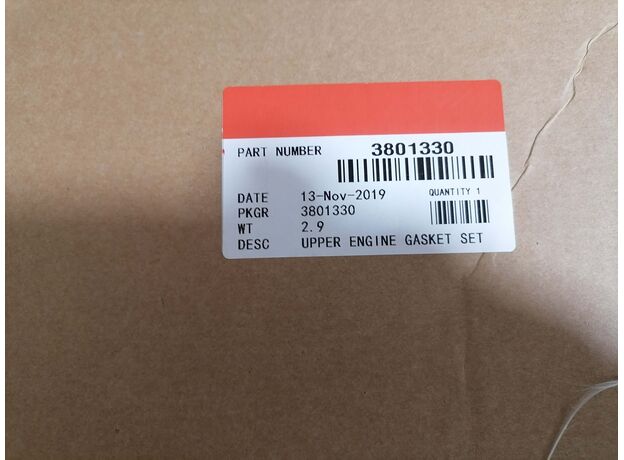 PART NUMBER 3801330
DATE 13-Nov-2019 QUANTITY 1
PKGR 3801330
WT 2.9
DESC UPPER ENGINE GASKET SET